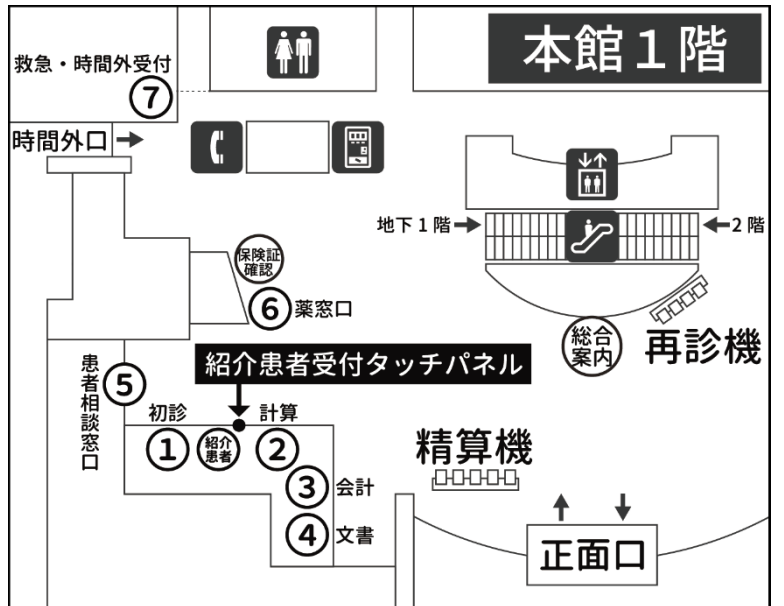 本館１階
救急・時間外受付
⑦
時間外口
地下１階
2階
保険証
確認
⑥
薬窓口
総合
案内
再診機
紹介患者受付タッチパネル
患者相談窓口
⑤
初診
計算
①
紹介
患者
②
精算機
③
会計
④
文書
正面口